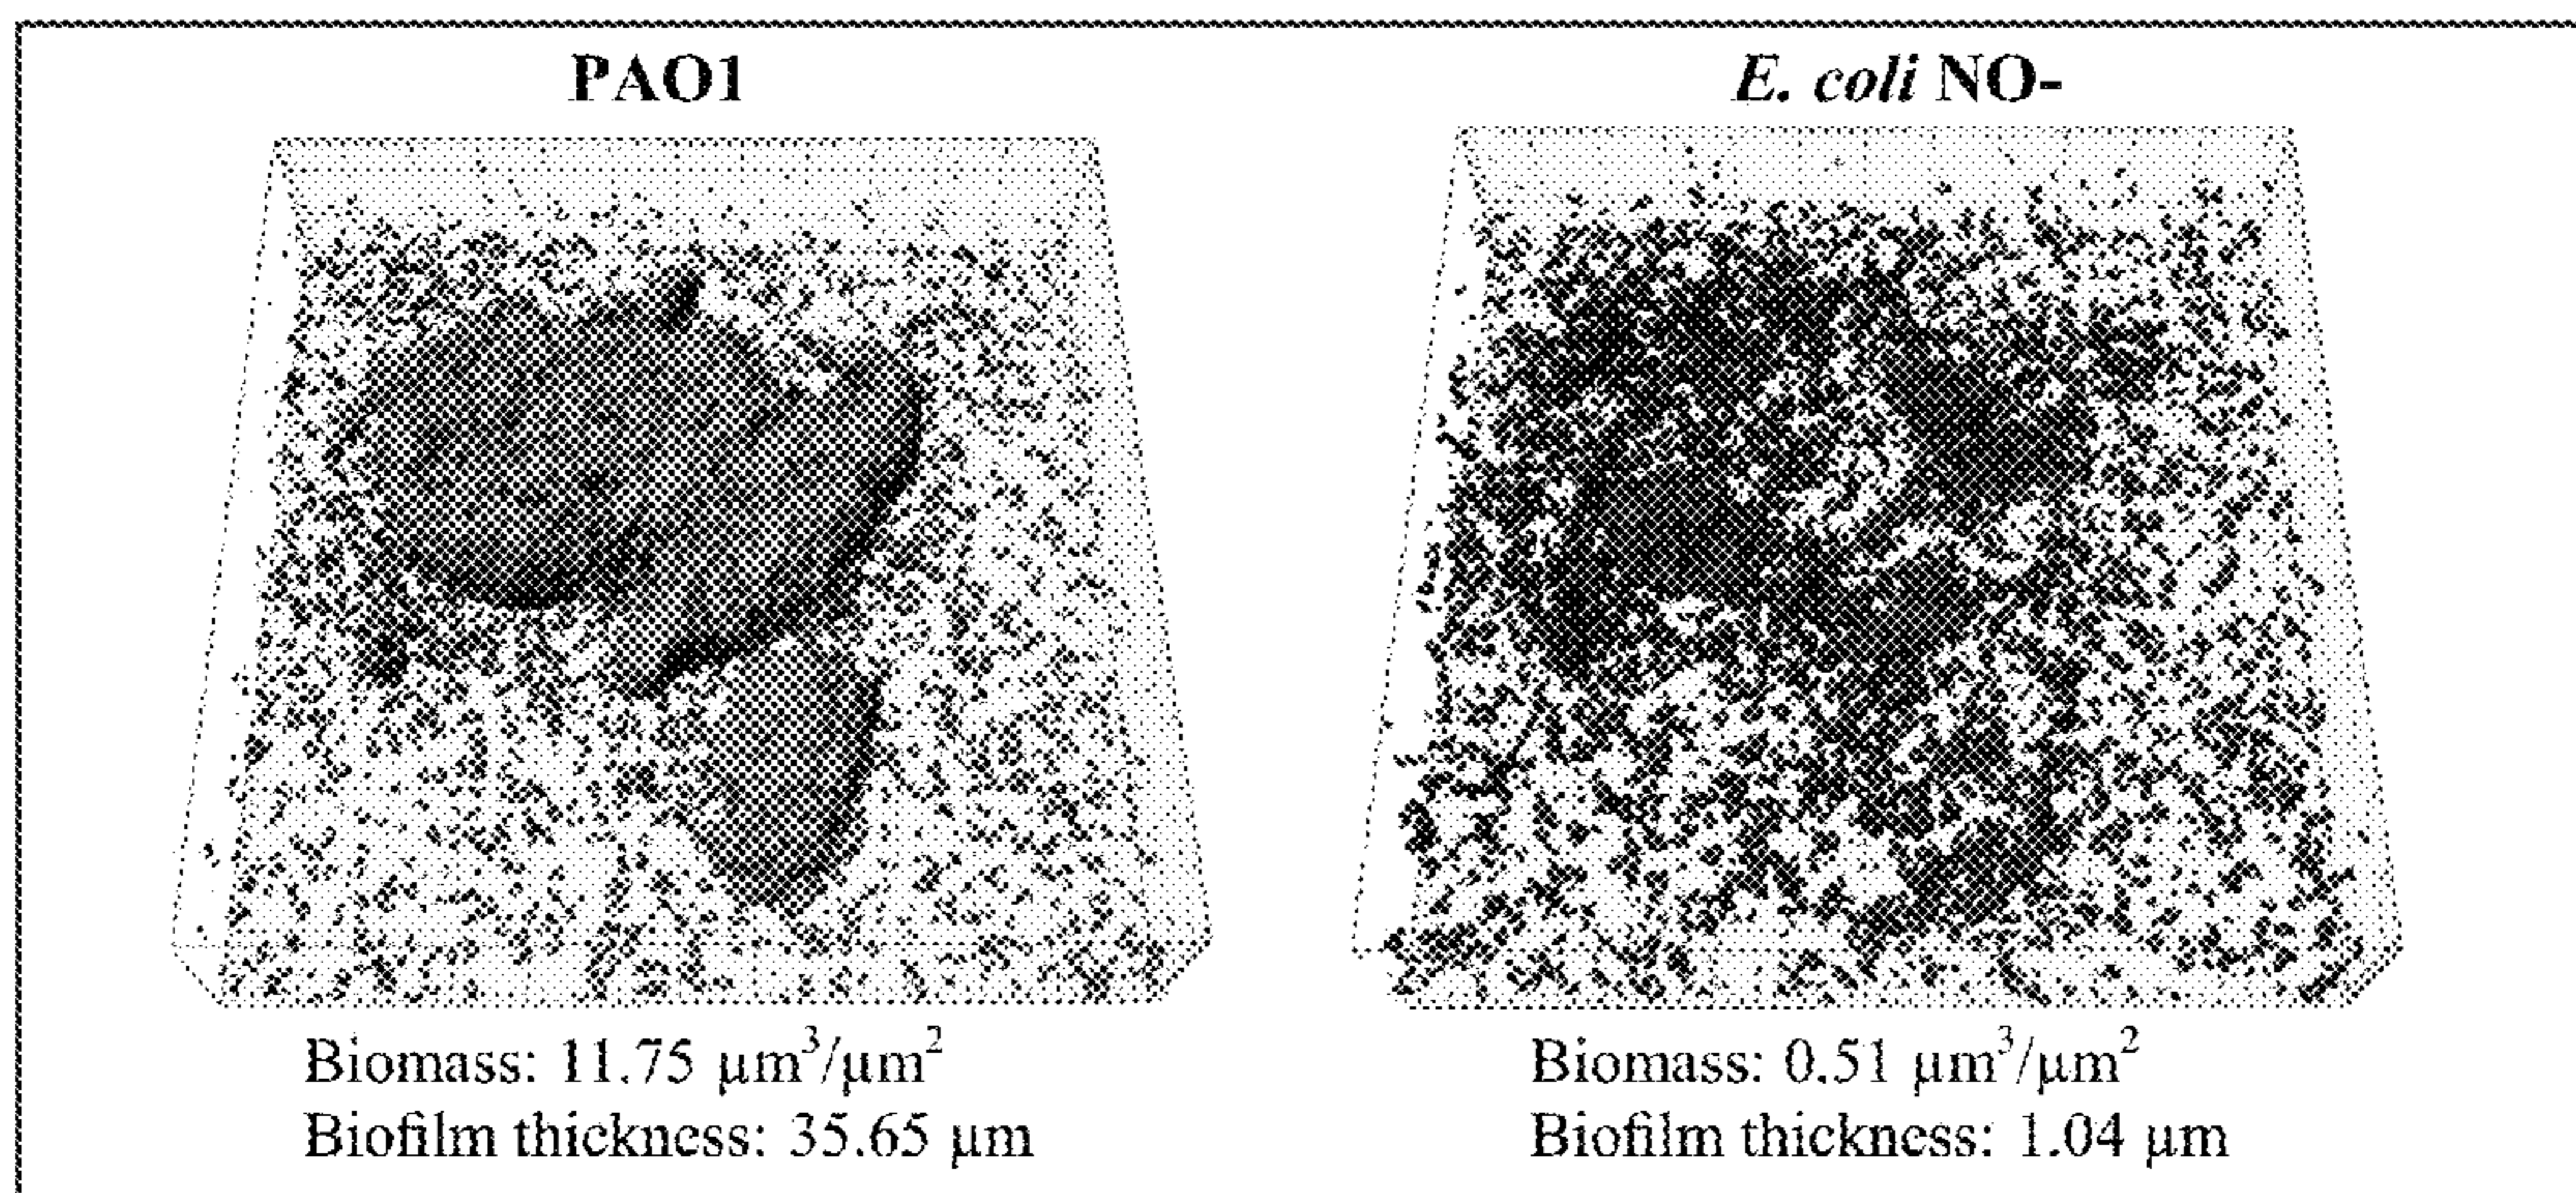 PAO1
E. coli NO-
Biomass: 11.75 μm³/μm²
Biofilm thickness: 35.65 μm
Biomass: 0.51 μm³/μm²
Biofilm thickness: 1.04 μm